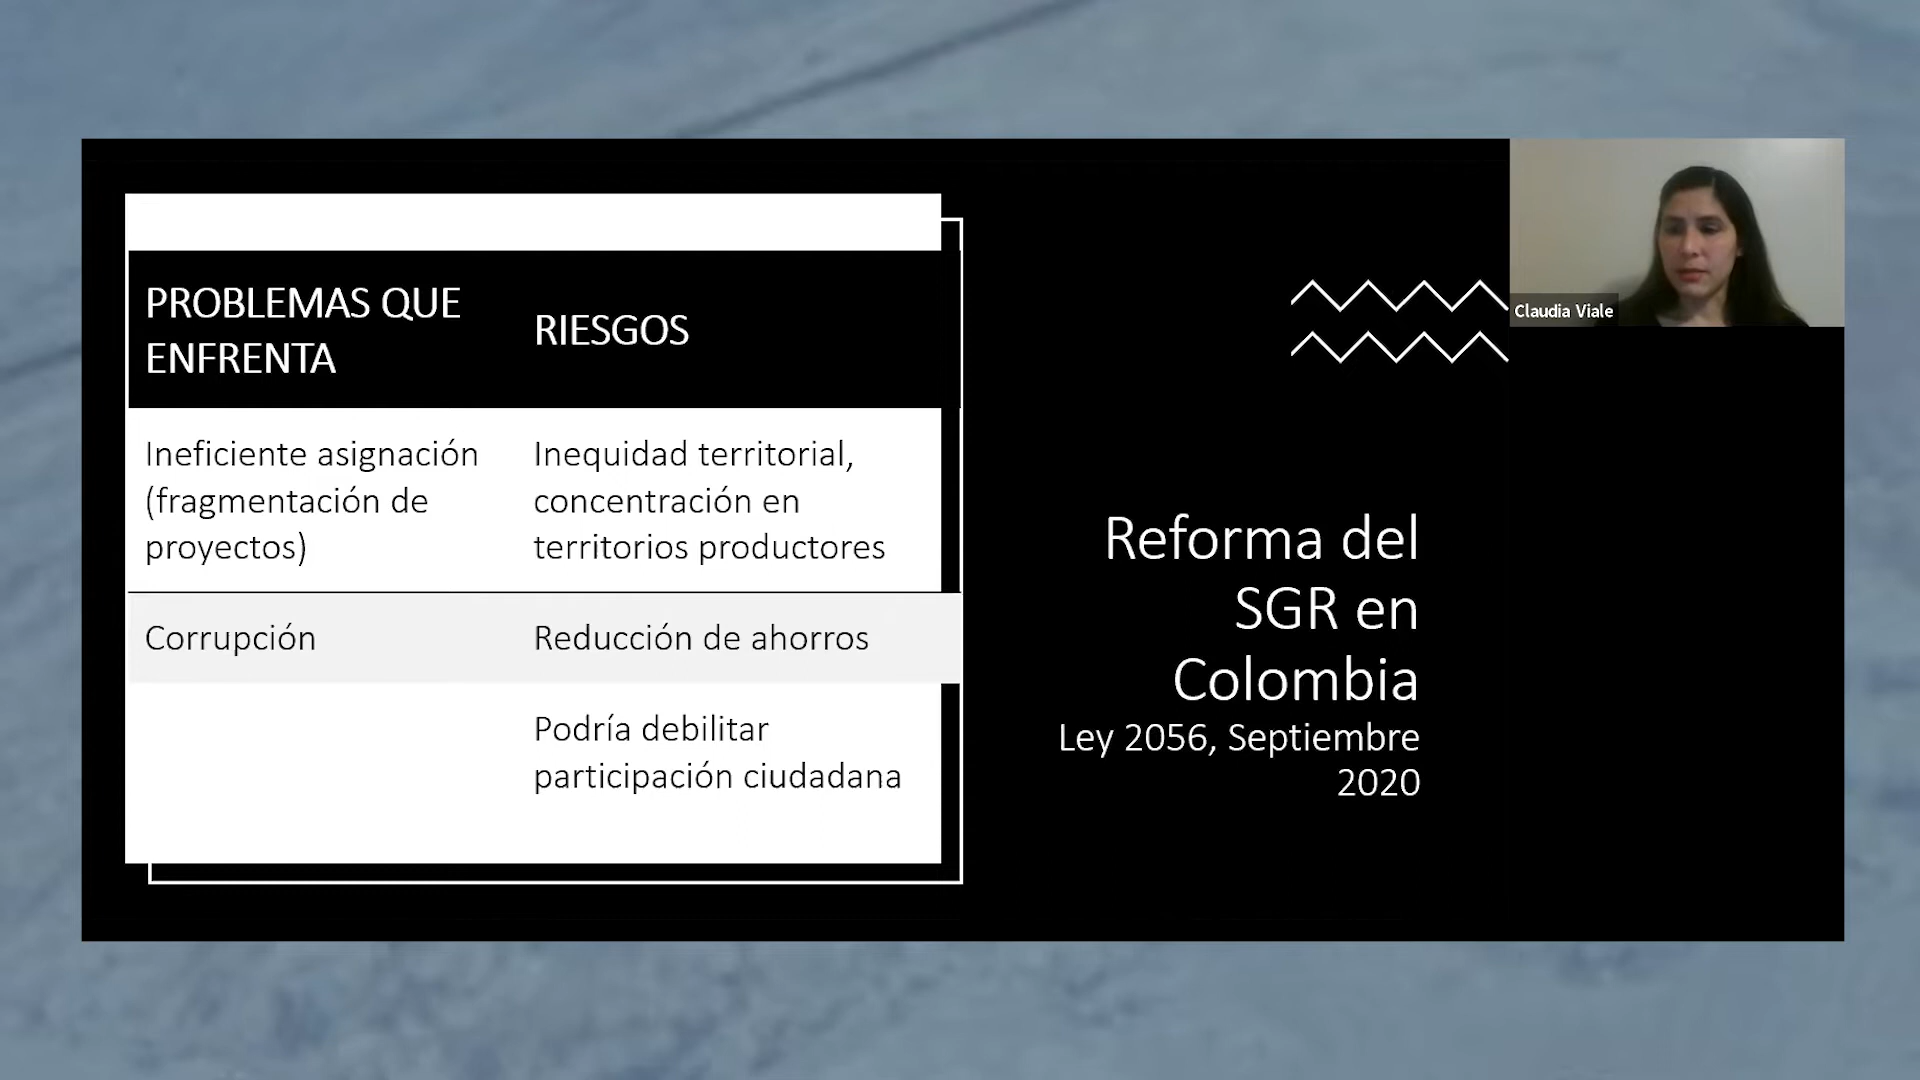 PROBLEMAS QUE
ENFRENTA
RIESGOS
Ineficiente asignación
(fragmentación de
proyectos)
Inequidad territorial,
concentración en
territorios productores
Corrupción
Reducción de ahorros
Podría debilitar
participación ciudadana
Reforma del
SGR en
Colombia
Ley 2056, Septiembre
2020
Claudia Viale